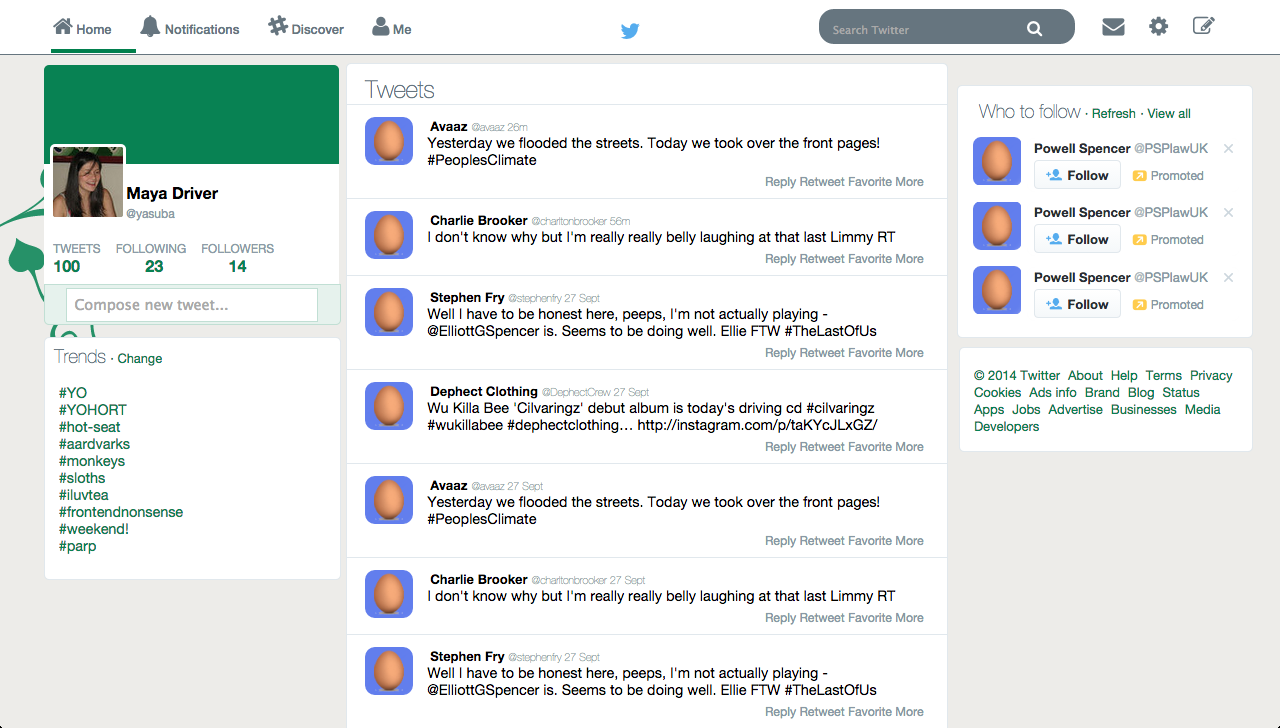 Home Notifications Discover Me Search Twitter
Maya Driver
@yasuba
TWEETS FOLLOWING FOLLOWERS
100 23 14
Compose new tweet...
Trends · Change
#YO
#YOHORT
#hot-seat
#aardvarks
#monkeys
#sloths
#iluvtea
#frontendnonsense
#weekend!
#parp
Tweets
Avaaz @avaaz 26m
Yesterday we flooded the streets. Today we took over the front pages!
#PeoplesClimate
Reply Retweet Favorite More
Charlie Brooker @charltonbrooker 56m
I don't know why but I'm really really belly laughing at that last Limmy RT
Reply Retweet Favorite More
Stephen Fry @stephenfry 27 Sept
Well I have to be honest here, peeps, I'm not actually playing -
@ElliottGSpencer is. Seems to be doing well. Ellie FTW #TheLastOfUs
Reply Retweet Favorite More
Dephect Clothing @DephectCrew 27 Sept
Wu Killa Bee 'Cilvaringz' debut album is today's driving cd #cilvaringz
#wukillabee #dephectclothing… http://instagram.com/p/taKYcJLxGZ/
Reply Retweet Favorite More
Avaaz @avaaz 27 Sept
Yesterday we flooded the streets. Today we took over the front pages!
#PeoplesClimate
Reply Retweet Favorite More
Charlie Brooker @charltonbrooker 27 Sept
I don't know why but I'm really really belly laughing at that last Limmy RT
Reply Retweet Favorite More
Stephen Fry @stephenfry 27 Sept
Well I have to be honest here, peeps, I'm not actually playing -
@ElliottGSpencer is. Seems to be doing well. Ellie FTW #TheLastOfUs
Reply Retweet Favorite More
Who to follow · Refresh · View all
Powell Spencer @PSPlawUK
Follow Promoted
Powell Spencer @PSPlawUK
Follow Promoted
Powell Spencer @PSPlawUK
Follow Promoted
© 2014 Twitter About Help Terms Privacy
Cookies Ads info Brand Blog Status
Apps Jobs Advertise Businesses Media
Developers